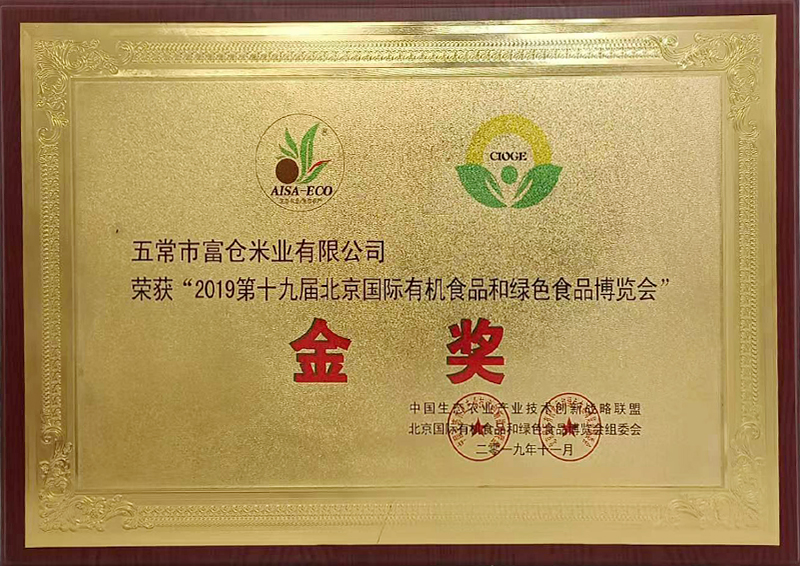 AISA-ECO
CIOGE
五常市富仓米业有限公司
荣获“2019第十九届北京国际有机食品和绿色食品博览会”
金 奖
中国生态农业产业技术创新战略联盟
北京国际有机食品和绿色食品博览会组委会
二零一九年十一月